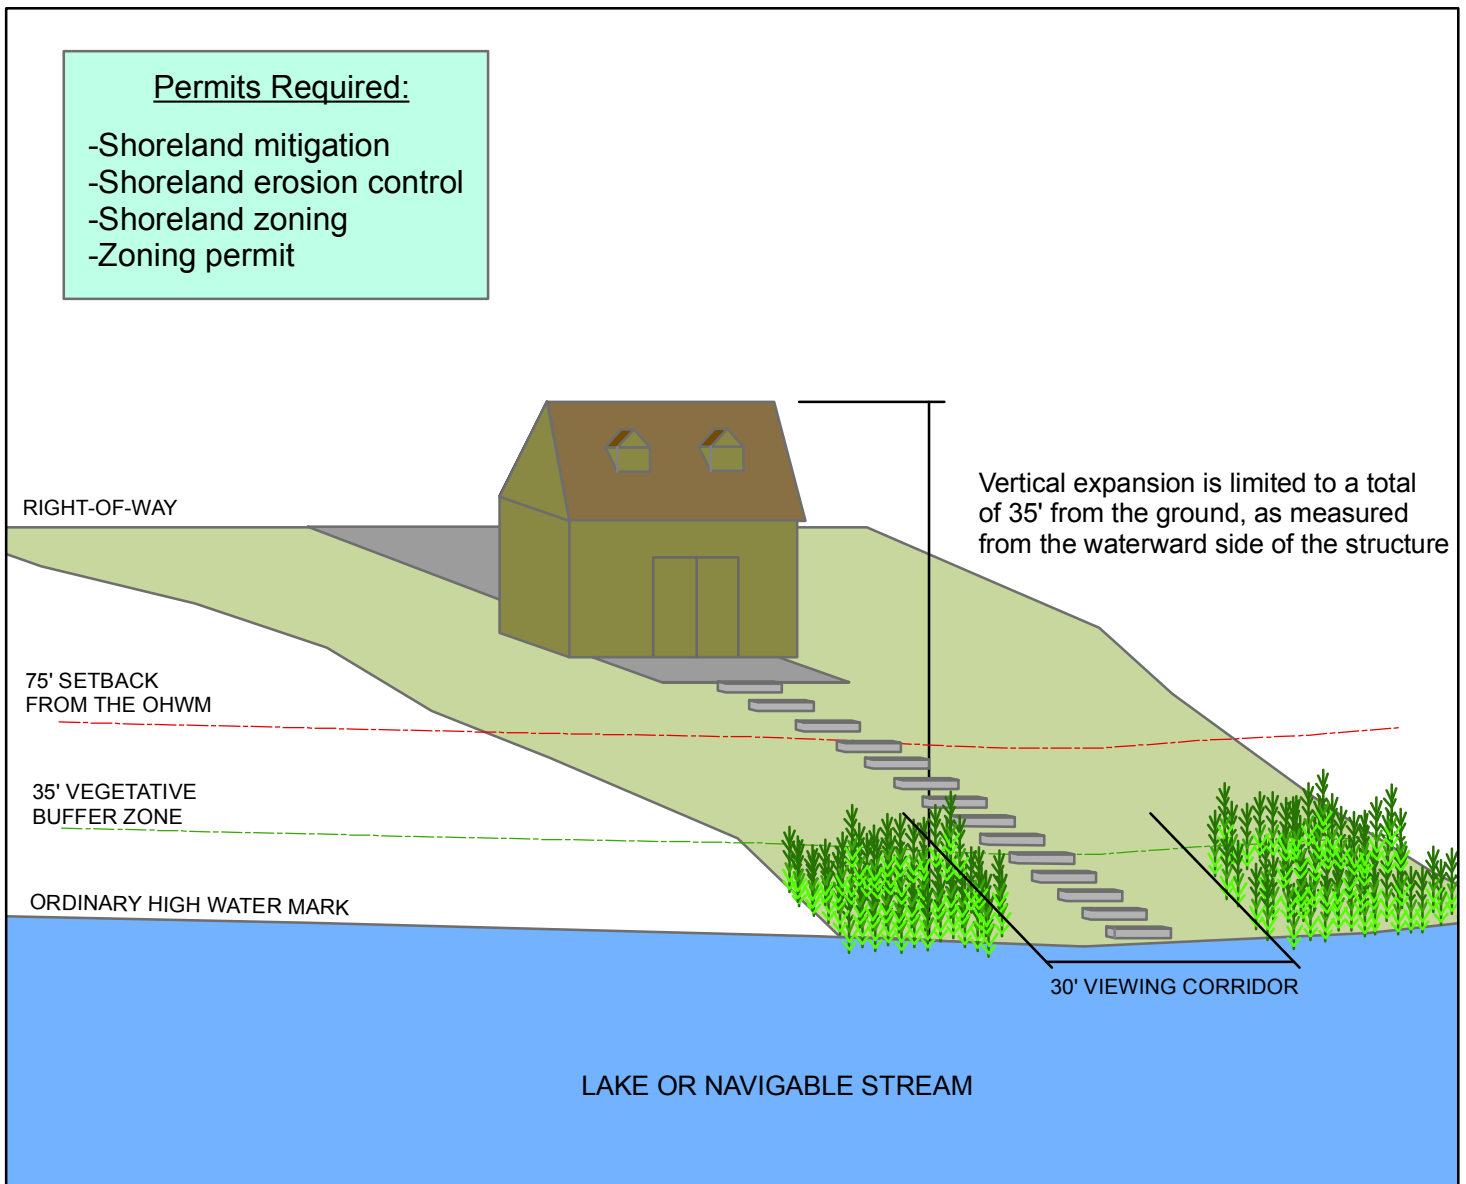 Permits Required:
-Shoreland mitigation
-Shoreland erosion control
-Shoreland zoning
-Zoning permit
Vertical expansion is limited to a total
of 35' from the ground, as measured
from the waterward side of the structure
RIGHT-OF-WAY
75' SETBACK
FROM THE OHWM
35' VEGETATIVE
BUFFER ZONE
ORDINARY HIGH WATER MARK
30' VIEWING CORRIDOR
LAKE OR NAVIGABLE STREAM